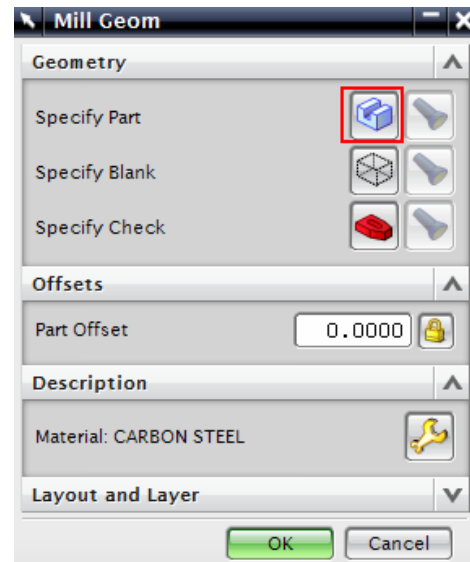 Mill Geom
Geometry
Specify Part
Specify Blank
Specify Check
Offsets
Part Offset 0.0000
Description
Material: CARBON STEEL
Layout and Layer
OK Cancel